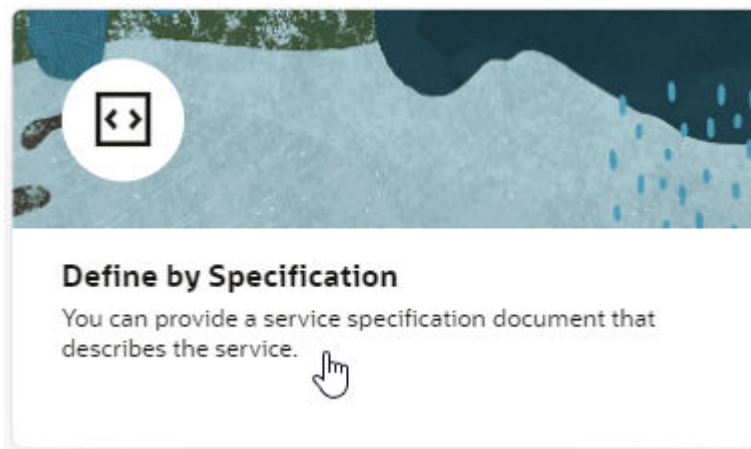 Define by Specification
You can provide a service specification document that
describes the service.